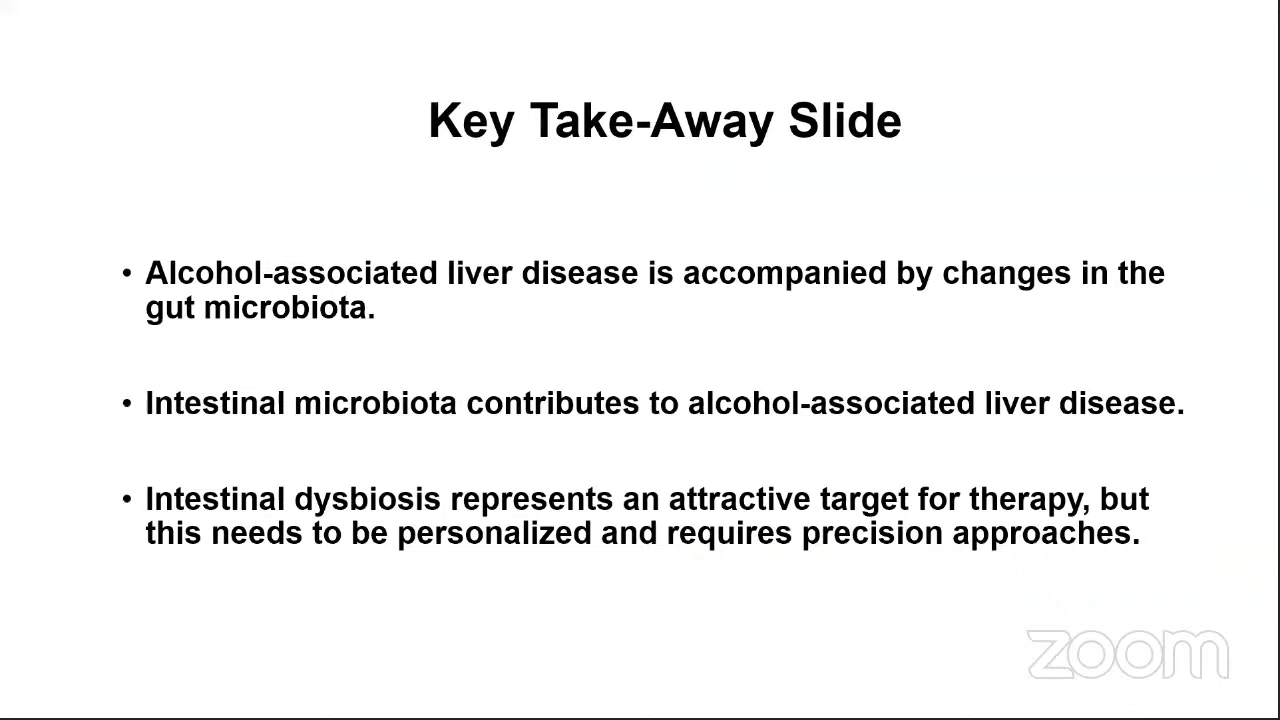 Key Take-Away Slide
• Alcohol-associated liver disease is accompanied by changes in the
gut microbiota.
• Intestinal microbiota contributes to alcohol-associated liver disease.
• Intestinal dysbiosis represents an attractive target for therapy, but
this needs to be personalized and requires precision approaches.
zoom